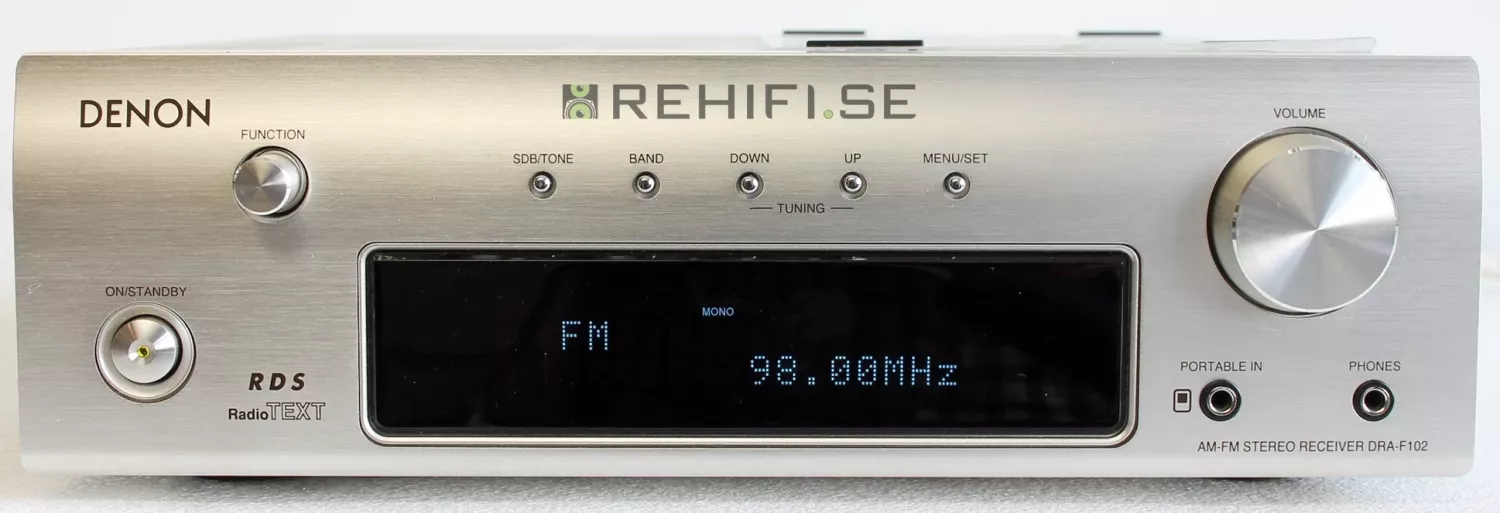 DENON
REHIFI.SE
FUNCTION
VOLUME
SDB/TONE BAND DOWN UP MENU/SET
TUNING
ON/STANDBY
MONO
FM
98.00MHz
RDS
RadioTEXT
PORTABLE IN PHONES
AM-FM STEREO RECEIVER DRA-F102